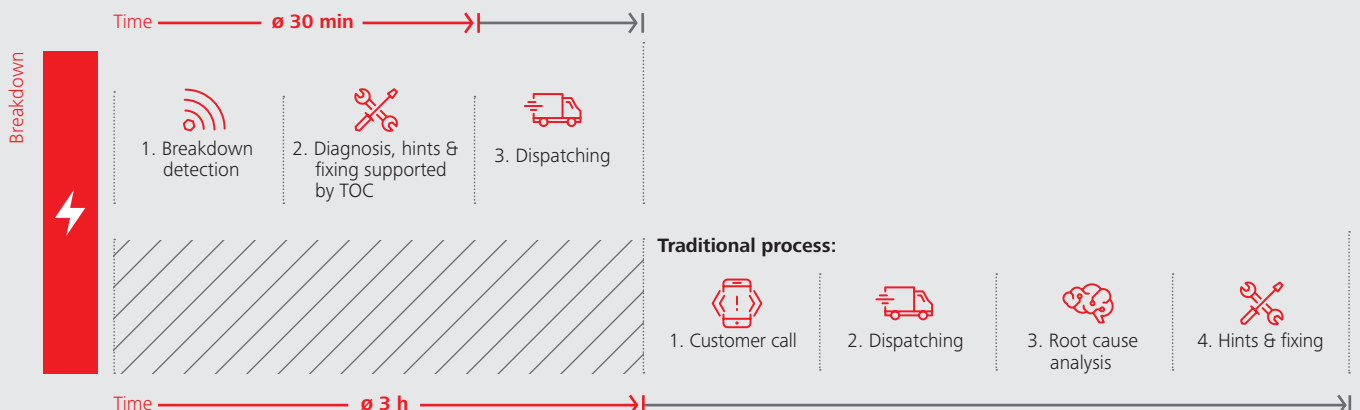 Time ø 30 min
Breakdown
1. Breakdown
detection
2. Diagnosis, hints &
fixing supported
by TOC
3. Dispatching
Traditional process:
1. Customer call
2. Dispatching
3. Root cause
analysis
4. Hints & fixing
Time ø 3 h